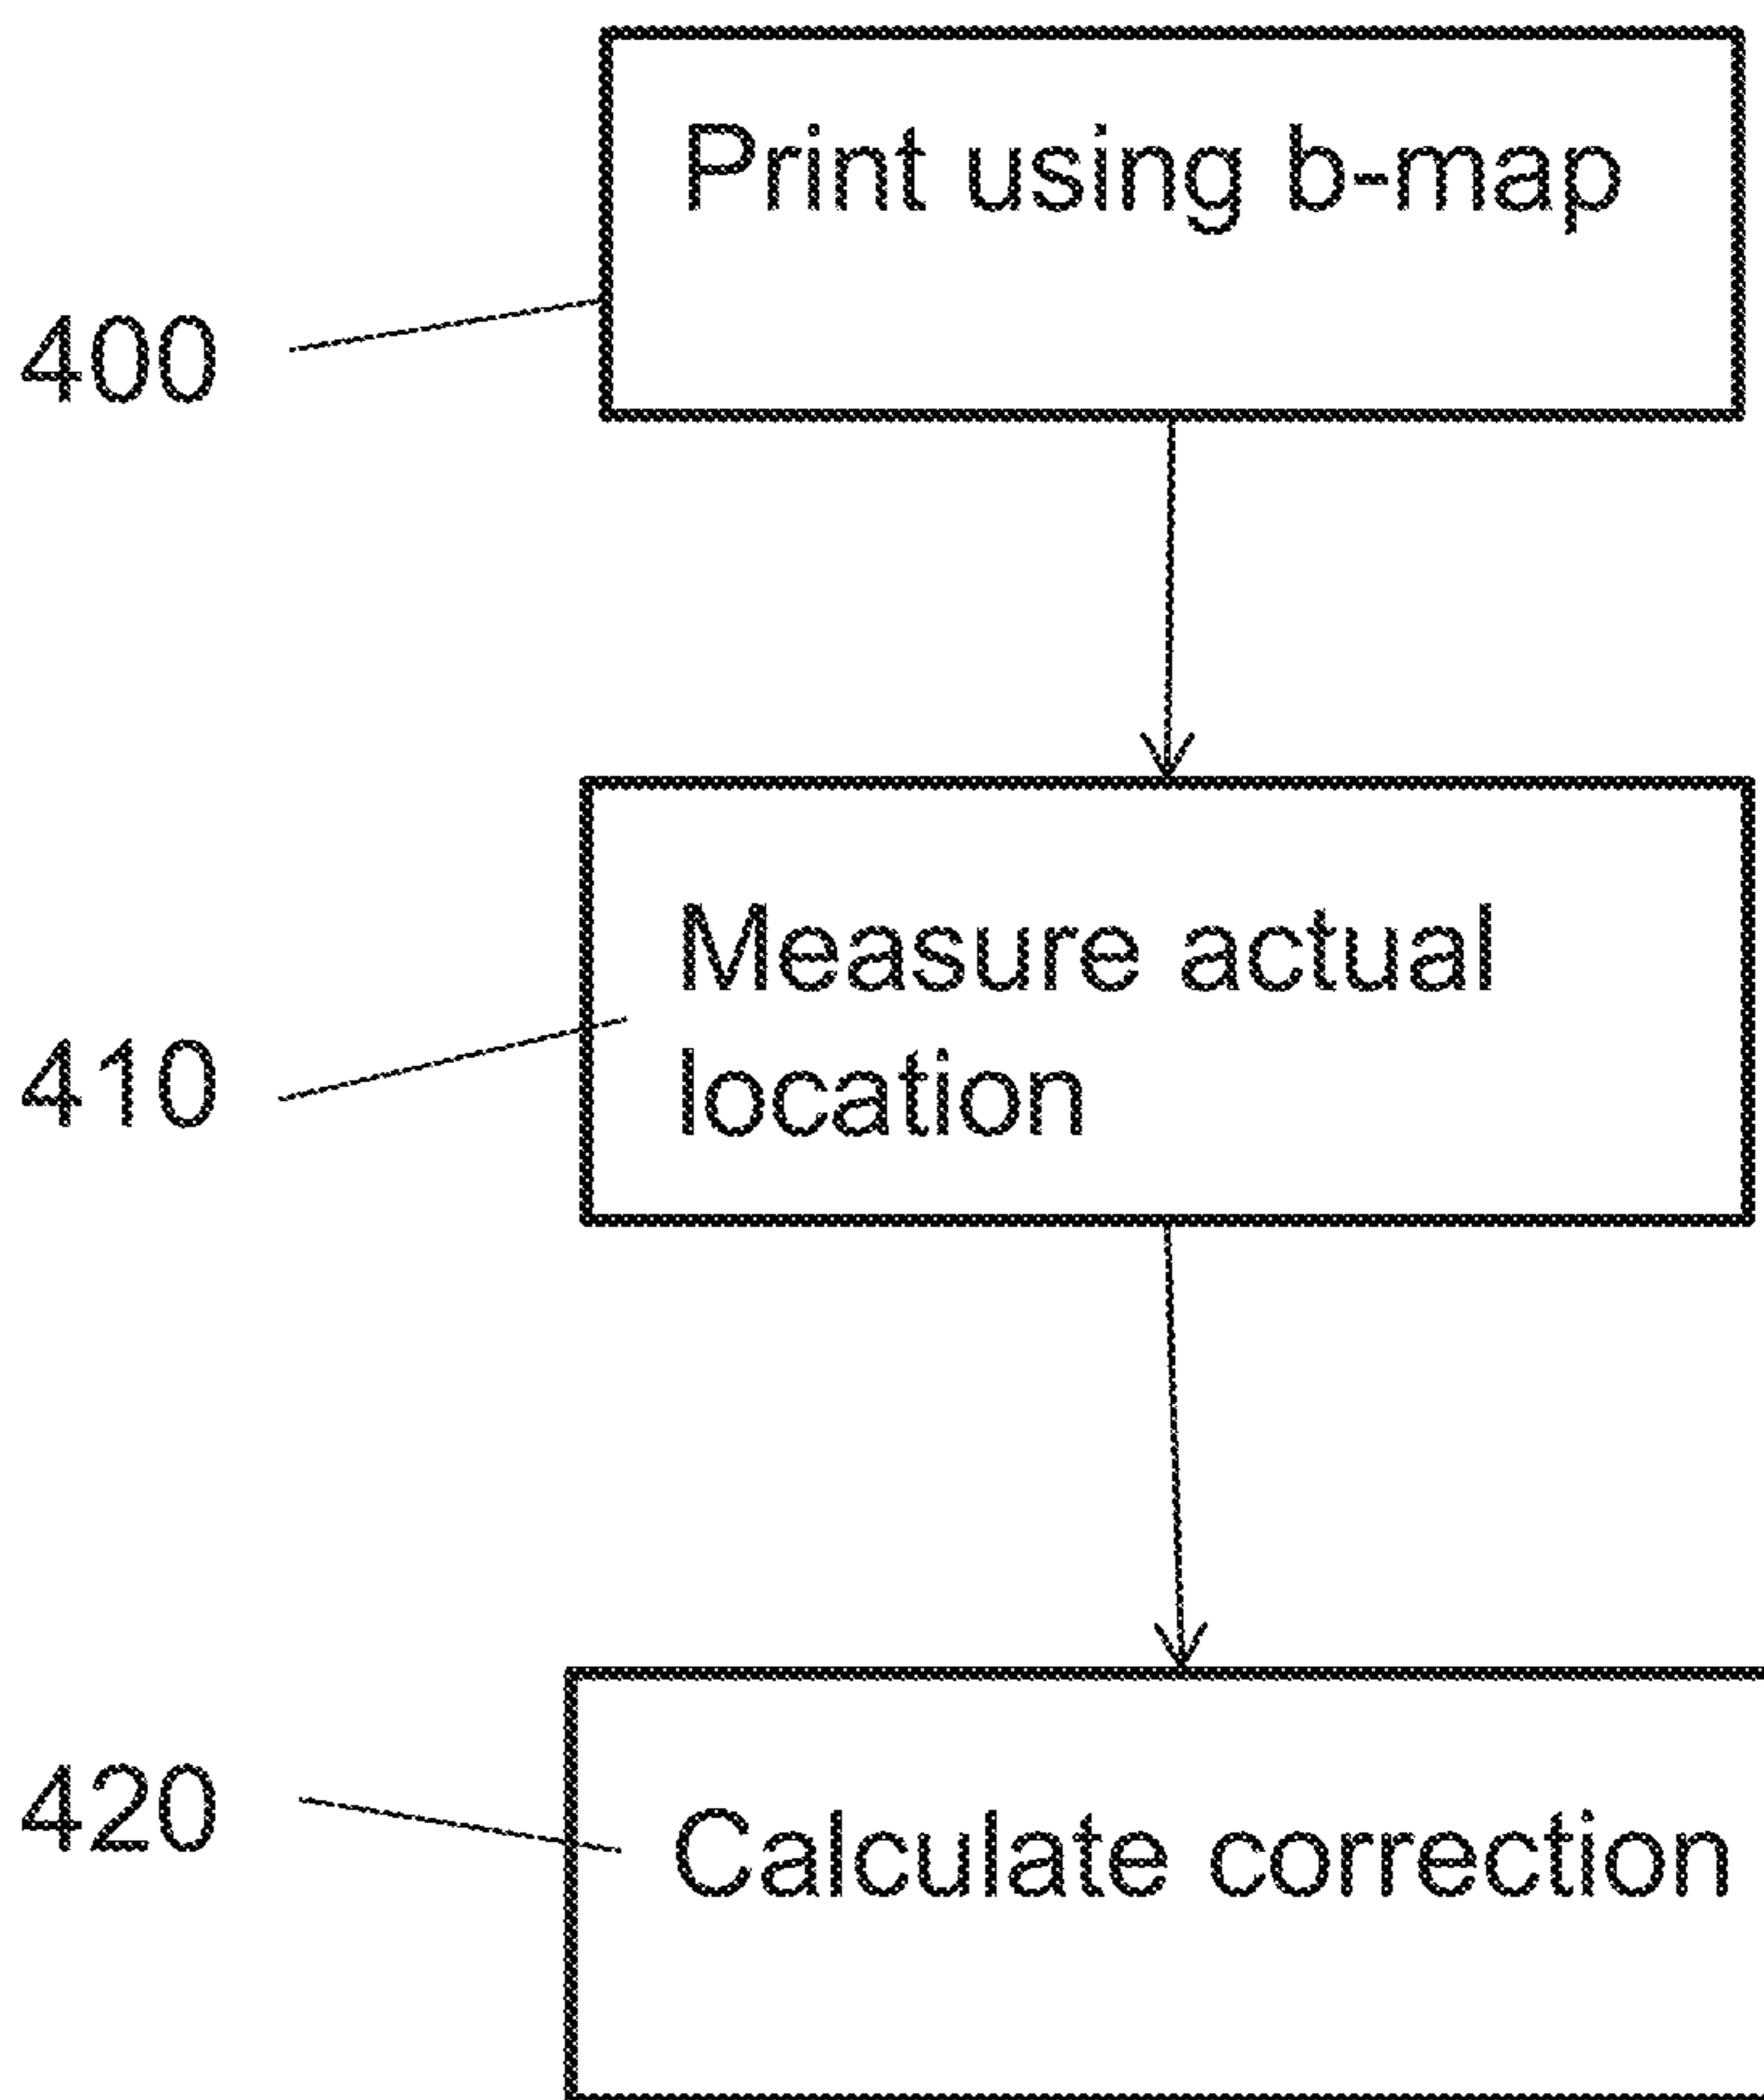 Print using b-map
400
Measure actual
location
410
420
Calculate correction